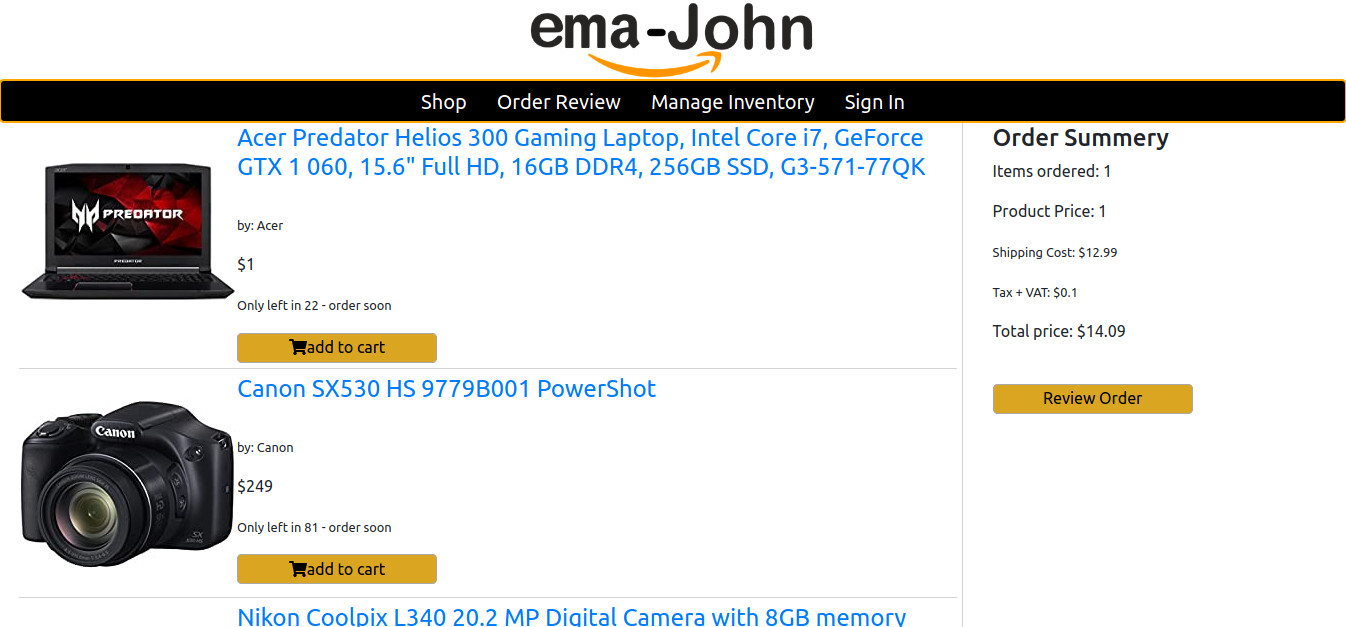 ema-John
Shop Order Review Manage Inventory Sign In
Acer Predator Helios 300 Gaming Laptop, Intel Core i7, GeForce
GTX 1 060, 15.6" Full HD, 16GB DDR4, 256GB SSD, G3-571-77QK
PREDATOR
PREDATOR
by: Acer
$1
Only left in 22 - order soon
add to cart
Canon SX530 HS 9779B001 PowerShot
Canon
SX
by: Canon
$249
Only left in 81 - order soon
add to cart
Nikon Coolpix L340 20.2 MP Digital Camera with 8GB memory
Order Summery
Items ordered: 1
Product Price: 1
Shipping Cost: $12.99
Tax + VAT: $0.1
Total price: $14.09
Review Order